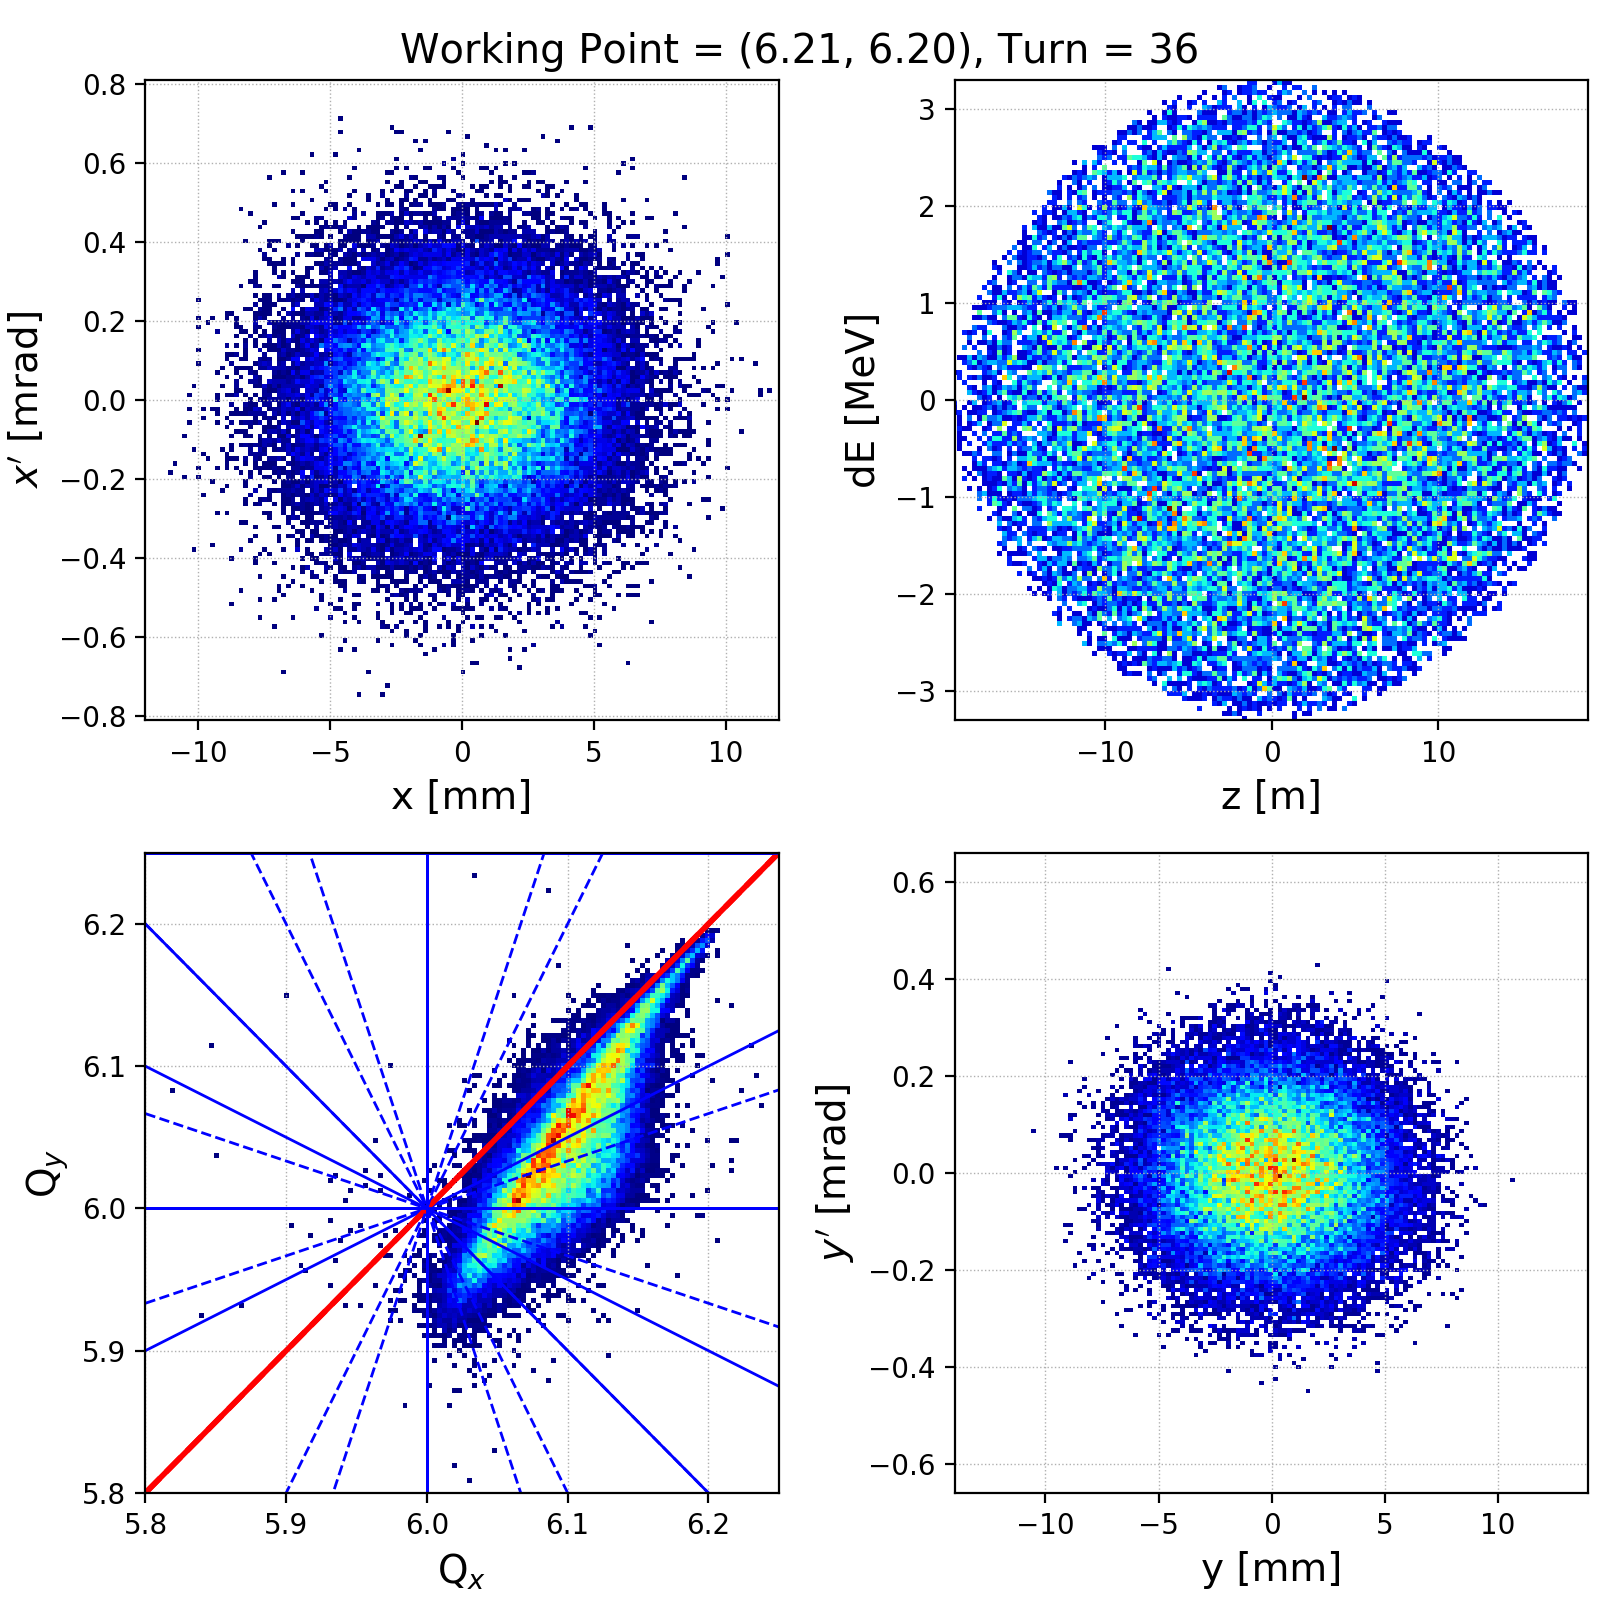 Working Point = (6.21, 6.20), Turn = 36
0.8
0.6
0.4
0.2
0.0
−0.2
−0.4
−0.6
−0.8
x′ [mrad]
−10 −5 0 5 10
x [mm]
3
2
1
0
−1
−2
−3
dE [MeV]
−10 0 10
z [m]
6.2
6.1
6.0
5.9
5.8
Qy
5.8 5.9 6.0 6.1 6.2
Qx
0.6
0.4
0.2
0.0
−0.2
−0.4
−0.6
y′ [mrad]
−10 −5 0 5 10
y [mm]